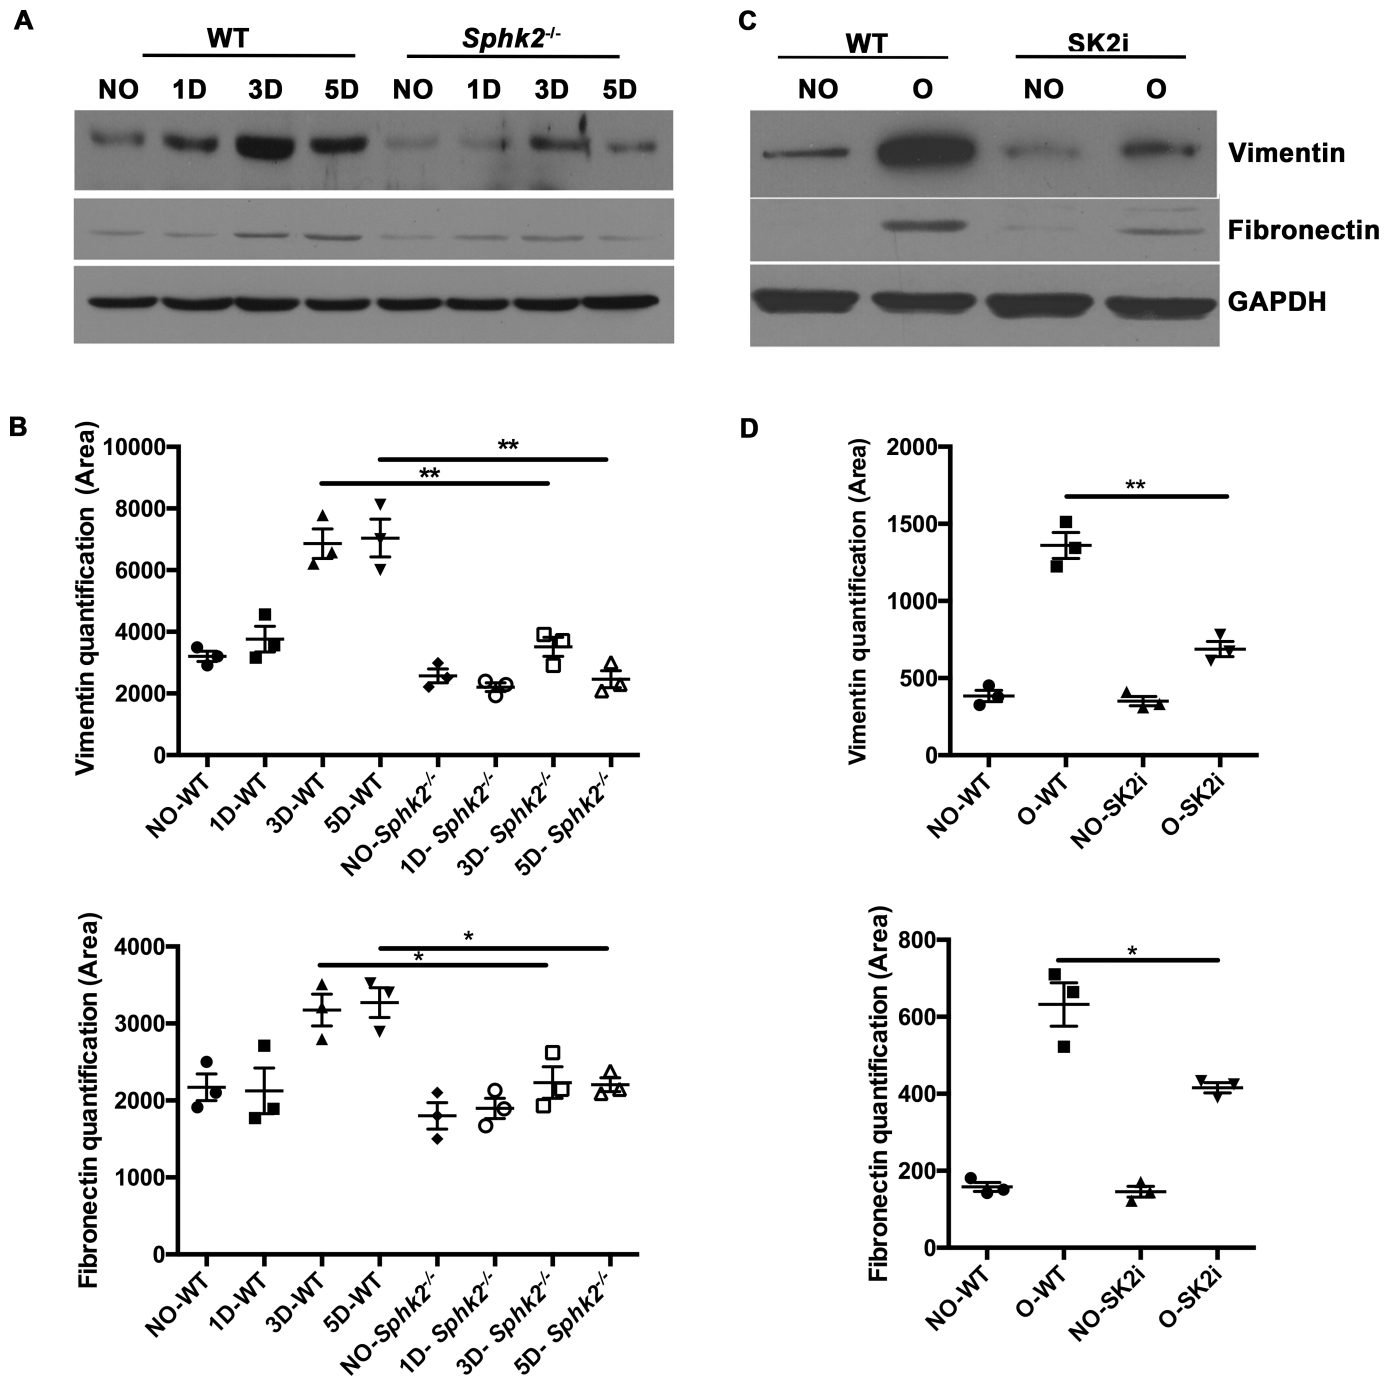 A
WT
Sphk2-/-
NO 1D 3D 5D NO 1D 3D 5D
C
WT
SK2i
NO O NO O
Vimentin
Fibronectin
GAPDH
B
Vimentin quantification (Area)
10000
8000
6000
4000
2000
0
**
**
NO-WT
1D-WT
3D-WT
5D-WT
NO-Sphk2-/-
1D- Sphk2-/-
3D- Sphk2-/-
5D- Sphk2-/-
D
Vimentin quantification (Area)
2000
1500
1000
500
0
**
NO-WT
O-WT
NO-SK2i
O-SK2i
Fibronectin quantification (Area)
4000
3000
2000
1000
0
*
*
NO-WT
1D-WT
3D-WT
5D-WT
NO-Sphk2-/-
1D- Sphk2-/-
3D- Sphk2-/-
5D- Sphk2-/-
Fibronectin quantification (Area)
800
600
400
200
0
*
NO-WT
O-WT
NO-SK2i
O-SK2i